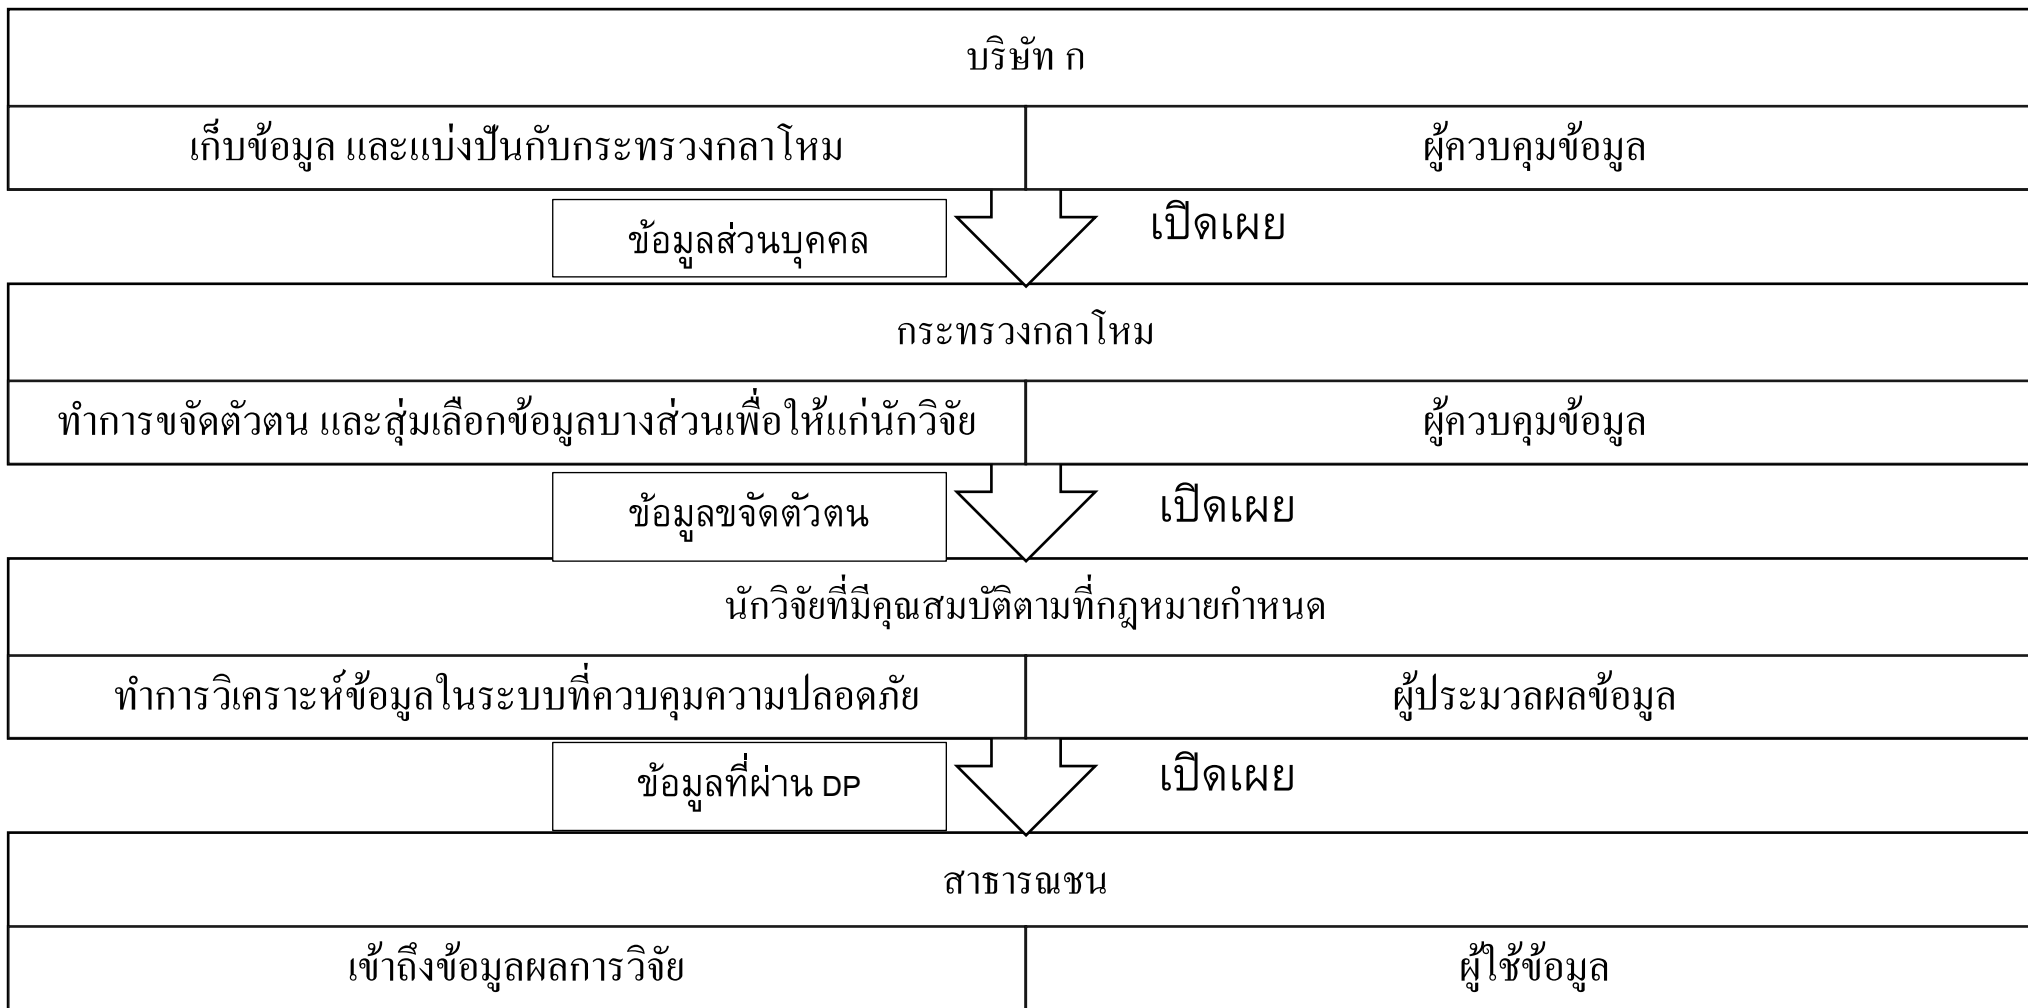 บริษัท ก
เก็บข้อมูล และแบ่งปันกับกระทรวงกลาโหม
ผู้ควบคุมข้อมูล
ข้อมูลส่วนบุคคล
เปิดเผย
กระทรวงกลาโหม
ทำการขจัดตัวตน และสุ่มเลือกข้อมูลบางส่วนเพื่อให้แก่นักวิจัย
ผู้ควบคุมข้อมูล
ข้อมูลขจัดตัวตน
เปิดเผย
นักวิจัยที่มีคุณสมบัติตามที่กฎหมายกำหนด
ทำการวิเคราะห์ข้อมูลในระบบที่ควบคุมความปลอดภัย
ผู้ประมวลผลข้อมูล
ข้อมูลที่ผ่าน DP
เปิดเผย
สาธารณชน
เข้าถึงข้อมูลผลการวิจัย
ผู้ใช้ข้อมูล